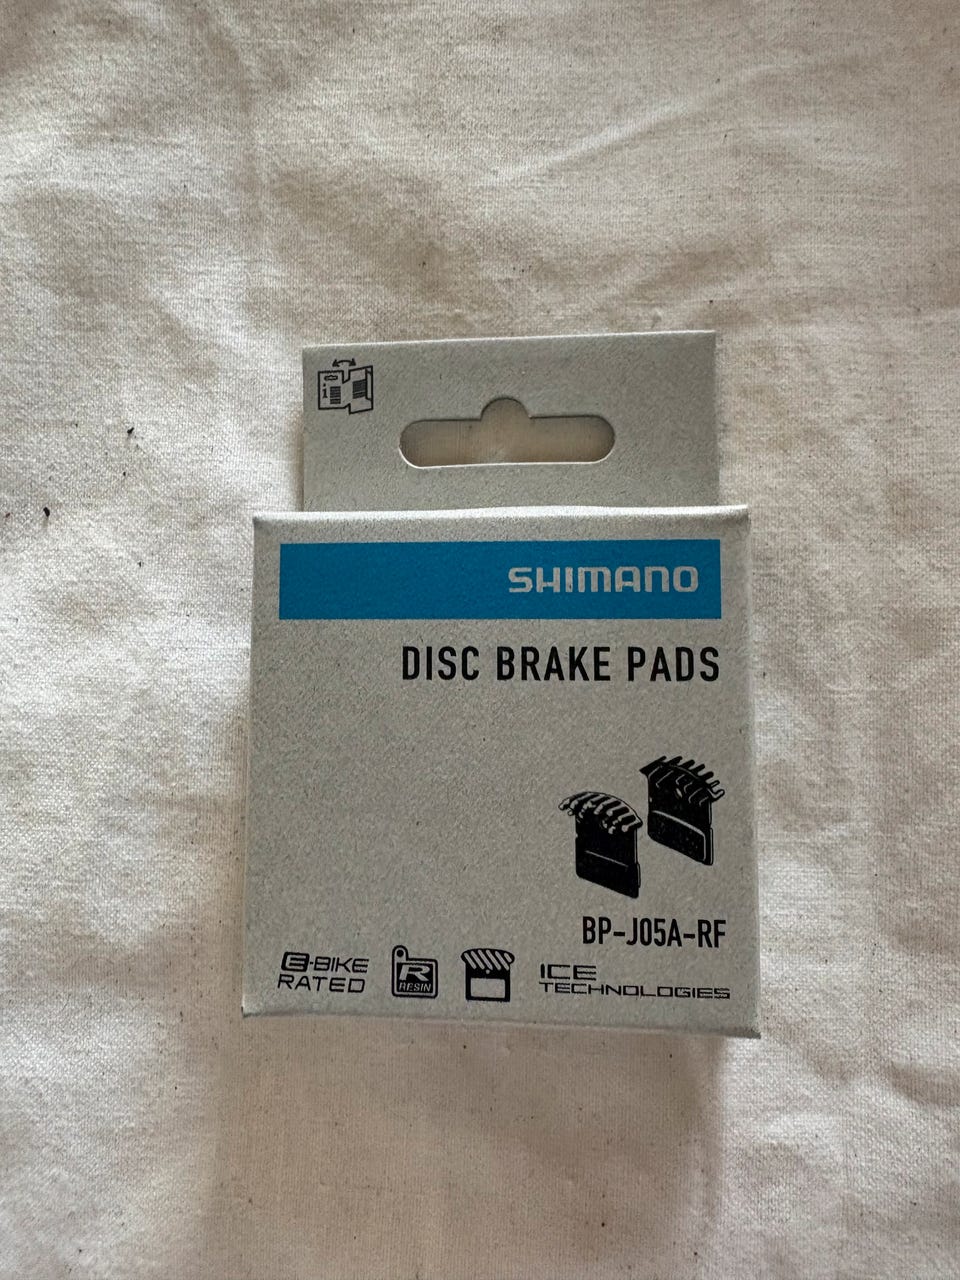 SHIMANO
DISC BRAKE PADS
BP-J05A-RF
E-BIKE
RATED
R
RESIN
ICE
TECHNOLOGIES